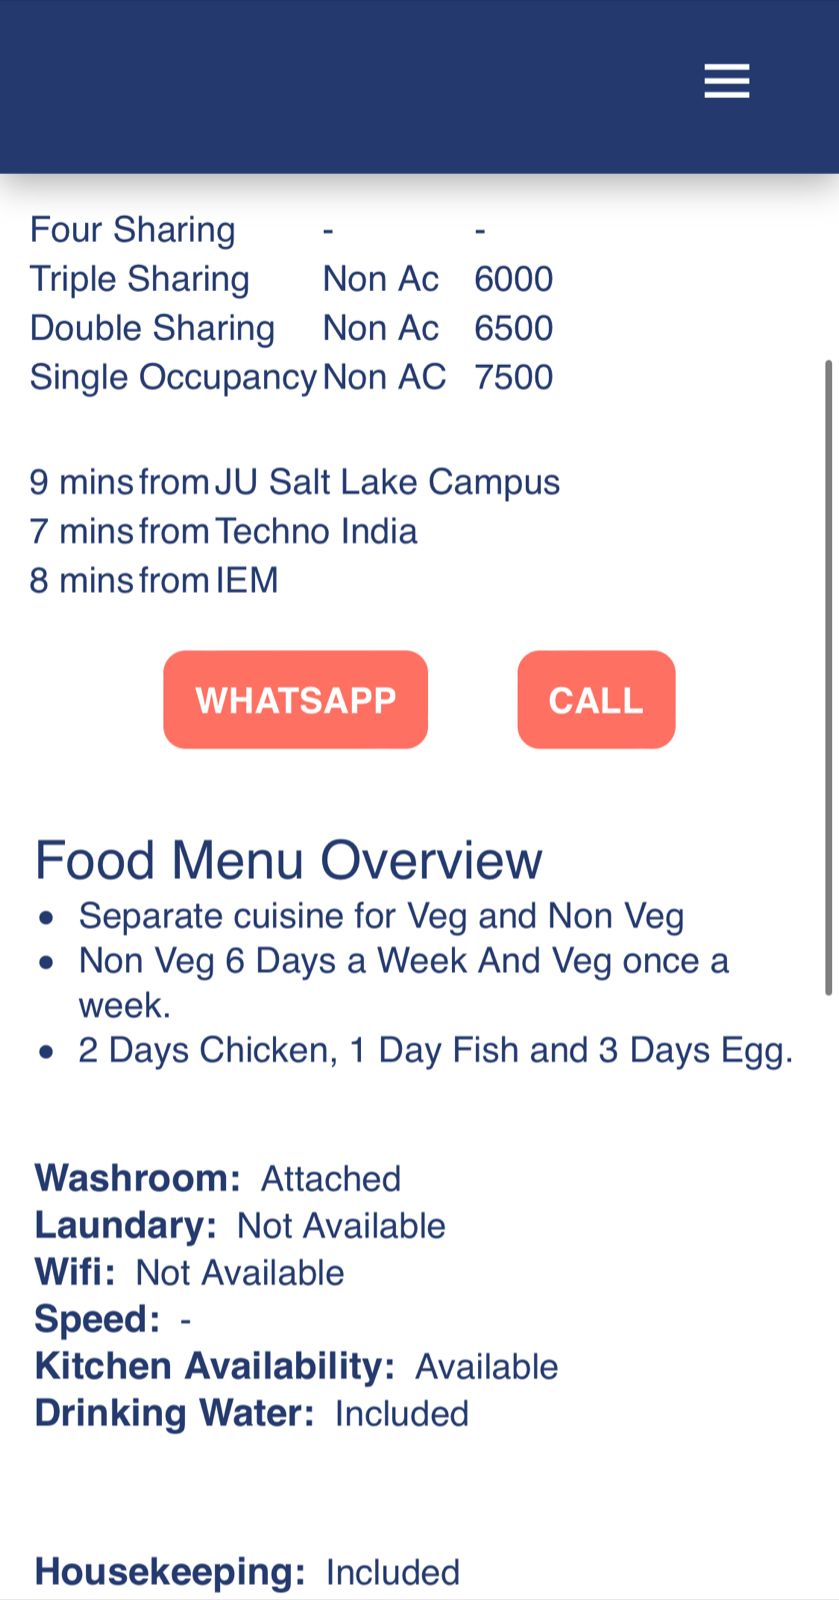 Four Sharing - -
Triple Sharing Non Ac 6000
Double Sharing Non Ac 6500
Single Occupancy Non AC 7500
9 mins from JU Salt Lake Campus
7 mins from Techno India
8 mins from IEM
WHATSAPP CALL
Food Menu Overview
• Separate cuisine for Veg and Non Veg
• Non Veg 6 Days a Week And Veg once a
week.
• 2 Days Chicken, 1 Day Fish and 3 Days Egg.
Washroom: Attached
Laundary: Not Available
Wifi: Not Available
Speed: -
Kitchen Availability: Available
Drinking Water: Included
Housekeeping: Included